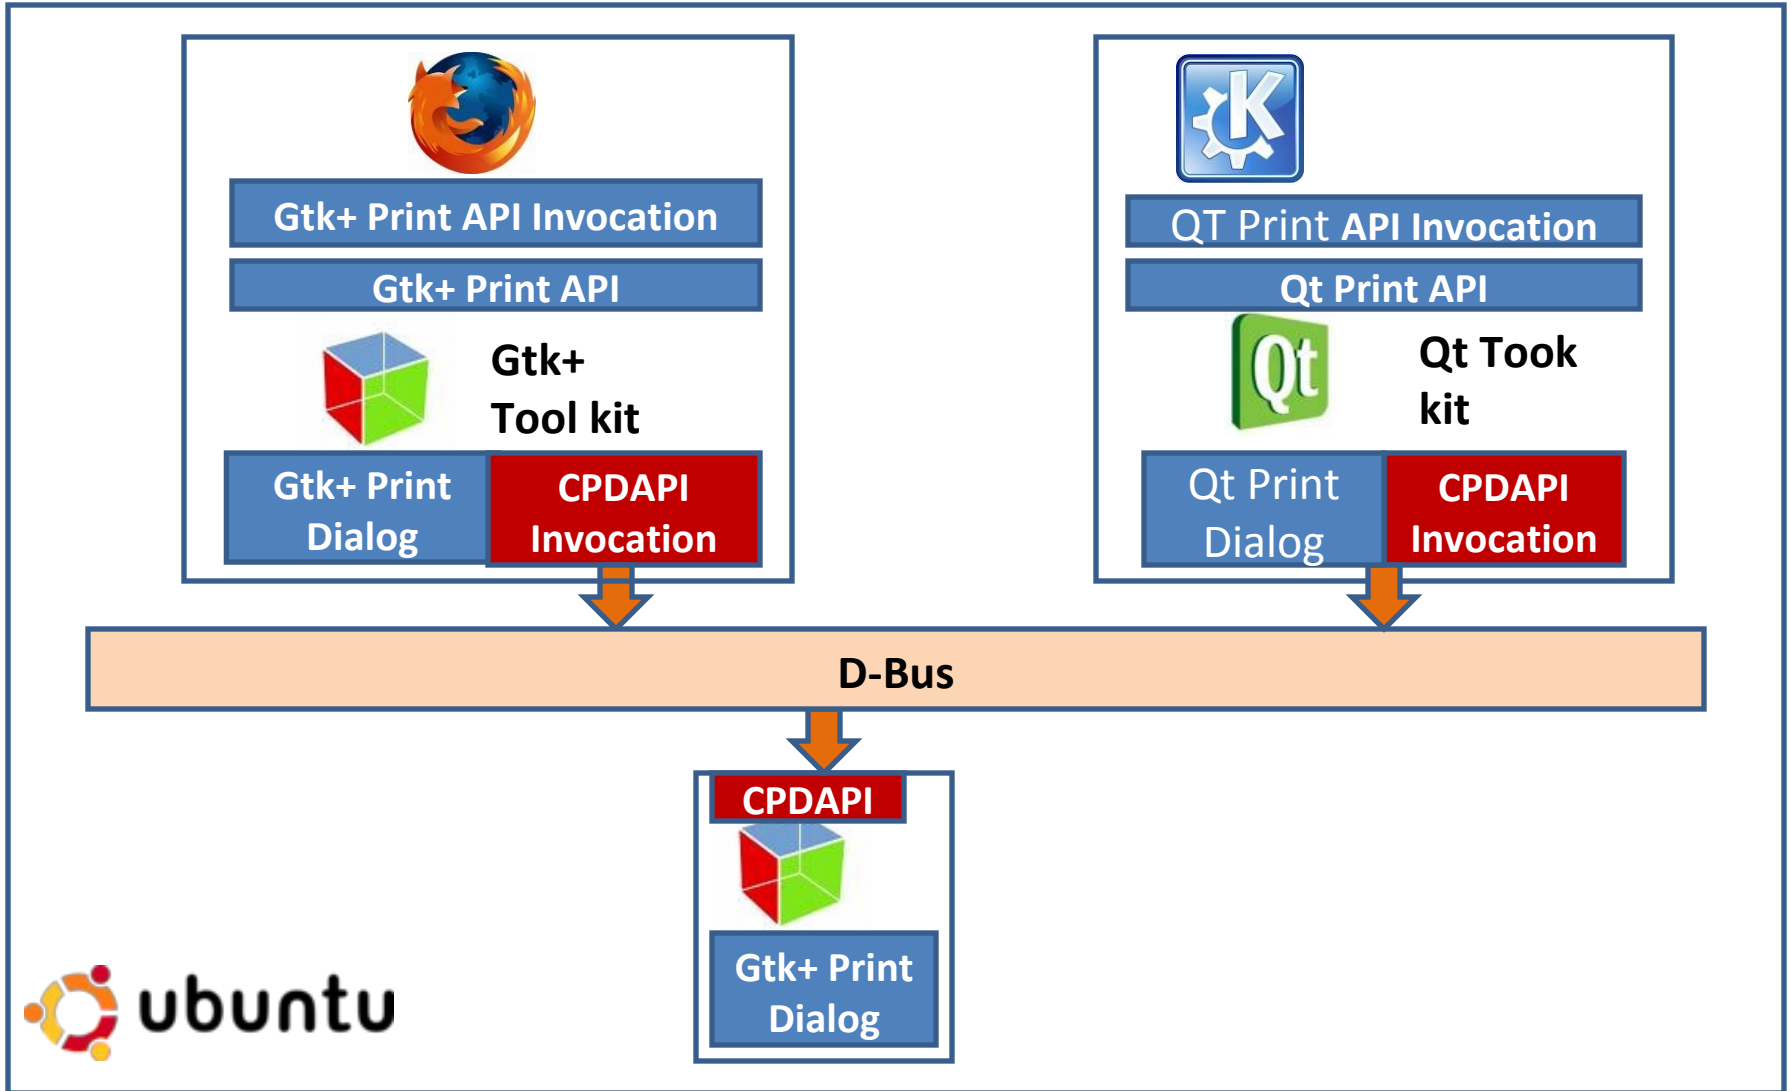 Gtk+ Print API Invocation
Gtk+ Print API
Gtk+
Tool kit
Gtk+ Print
Dialog
CPDAPI
Invocation
K
QT Print API Invocation
Qt Print API
Qt
Qt Took
kit
Qt Print
Dialog
CPDAPI
Invocation
D-Bus
CPDAPI
Gtk+ Print
Dialog
ubuntu